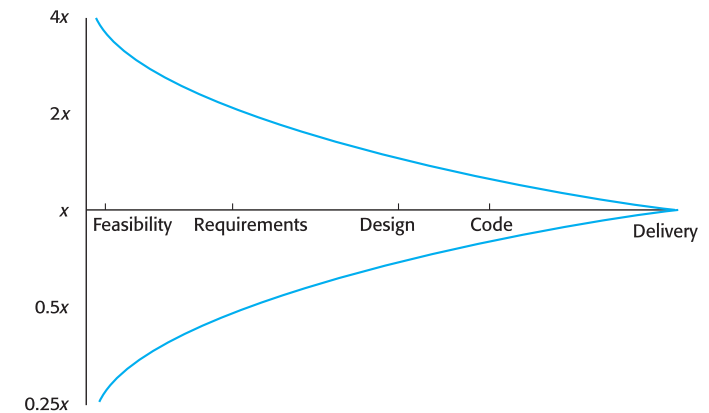 4x
2x
x
Feasibility Requirements Design Code Delivery
0.5x
0.25x